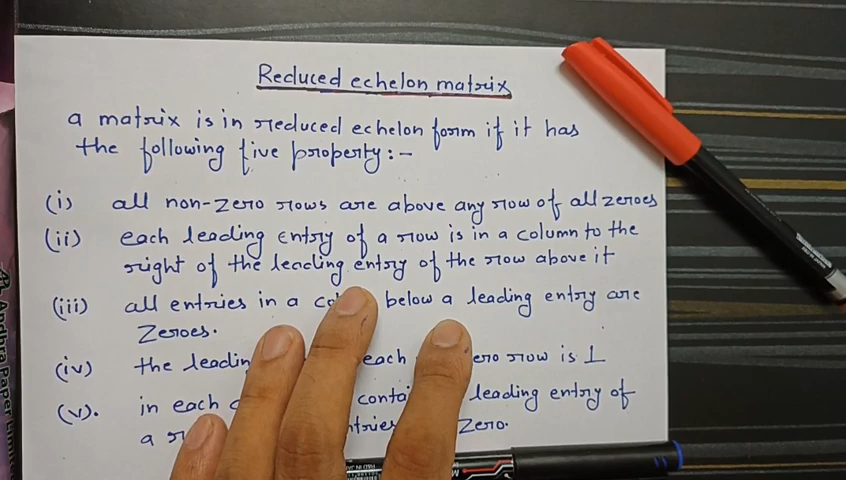 Reduced echelon matrix
a matrix is in reduced echelon form if it has
the following five property:-
(i) all non-zero rows are above any row of all zeroes
(ii) each leading entry of a row is in a column to the
right of the leading entry of the row above it
(iii) all entries in a below a leading entry are
zeroes.
(iv) the each row is 1
(v). in each leading entry of
a zero.
Andhra Paper Limited